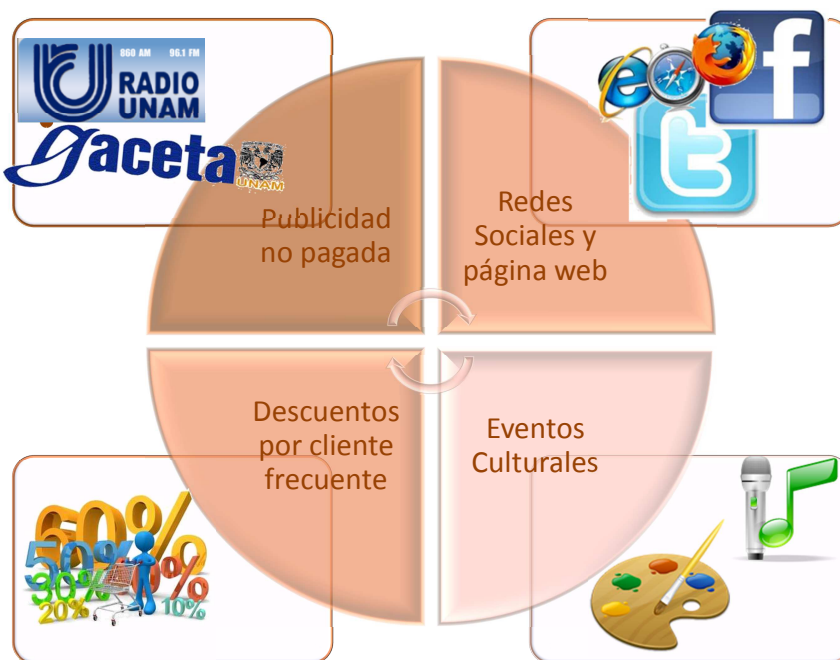 860 AM 96.1 FM
RADIO
UNAM
gaceta
UNAM
Publicidad
no pagada
Redes
Sociales y
página web
Descuentos
por cliente
frecuente
Eventos
Culturales
60%
50%
30%
20%
10%